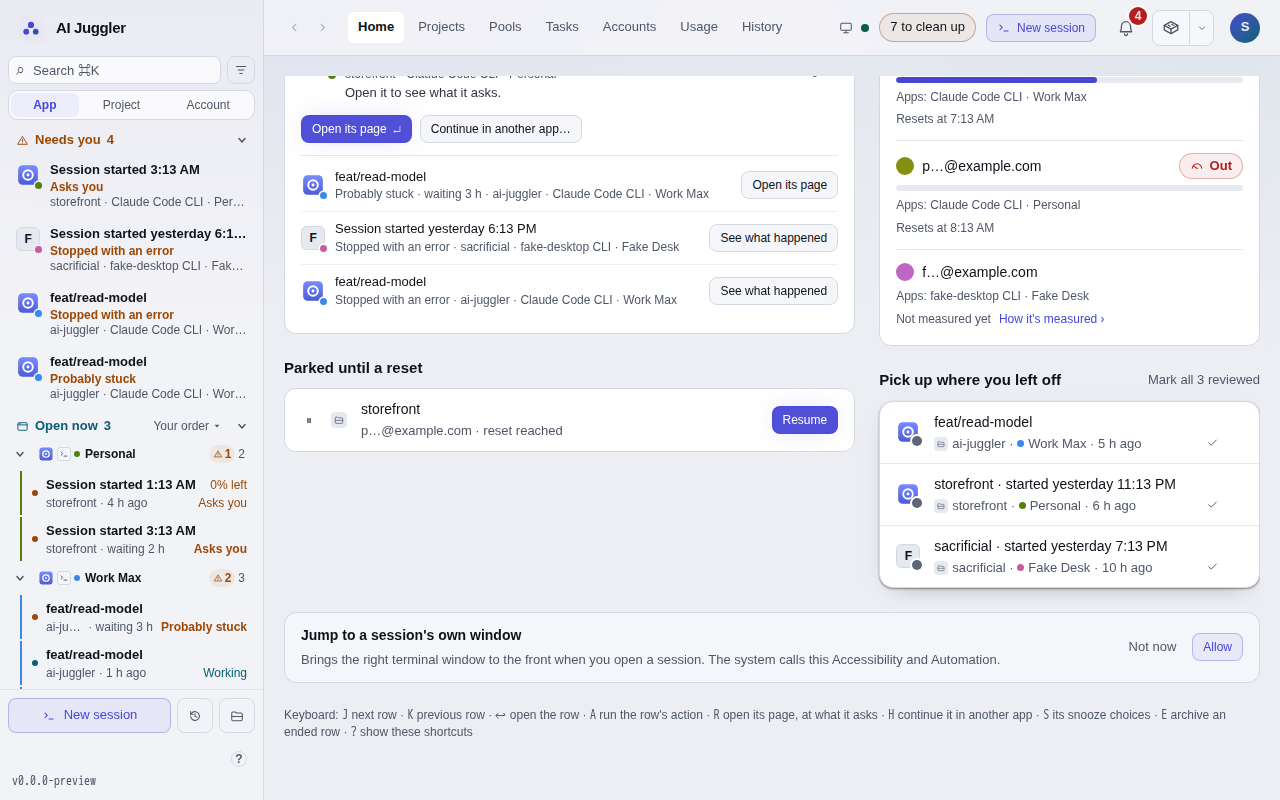 AI Juggler
Search ⌘K
App
Project
Account
Needs you 4
Session started 3:13 AM
Asks you
storefront · Claude Code CLI · Per…
F
Session started yesterday 6:1…
Stopped with an error
sacrificial · fake-desktop CLI · Fak…
feat/read-model
Stopped with an error
ai-juggler · Claude Code CLI · Wor…
feat/read-model
Probably stuck
ai-juggler · Claude Code CLI · Wor…
Open now 3
Your order
Personal
1 2
Session started 1:13 AM
0% left
storefront · 4 h ago
Asks you
Session started 3:13 AM
storefront · waiting 2 h
Asks you
Work Max
2 3
feat/read-model
ai-ju… · waiting 3 h
Probably stuck
feat/read-model
ai-juggler · 1 h ago
Working
New session
?
v0.0.0-preview
Home
Projects
Pools
Tasks
Accounts
Usage
History
7 to clean up
New session
4
S
storefront · Claude Code CLI · Personal
Open it to see what it asks.
Open its page ↵
Continue in another app…
feat/read-model
Probably stuck · waiting 3 h · ai-juggler · Claude Code CLI · Work Max
Open its page
F
Session started yesterday 6:13 PM
Stopped with an error · sacrificial · fake-desktop CLI · Fake Desk
See what happened
feat/read-model
Stopped with an error · ai-juggler · Claude Code CLI · Work Max
See what happened
Parked until a reset
storefront
p…@example.com · reset reached
Resume
Apps: Claude Code CLI · Work Max
Resets at 7:13 AM
p…@example.com
Out
Apps: Claude Code CLI · Personal
Resets at 8:13 AM
f…@example.com
Apps: fake-desktop CLI · Fake Desk
Not measured yet How it's measured ›
Pick up where you left off
Mark all 3 reviewed
feat/read-model
ai-juggler · Work Max · 5 h ago
storefront · started yesterday 11:13 PM
storefront · Personal · 6 h ago
F
sacrificial · started yesterday 7:13 PM
sacrificial · Fake Desk · 10 h ago
Jump to a session's own window
Brings the right terminal window to the front when you open a session. The system calls this Accessibility and Automation.
Not now
Allow
Keyboard: J next row · K previous row · ↩ open the row · A run the row's action · R open its page, at what it asks · H continue it in another app · S its snooze choices · E archive an
ended row · ? show these shortcuts